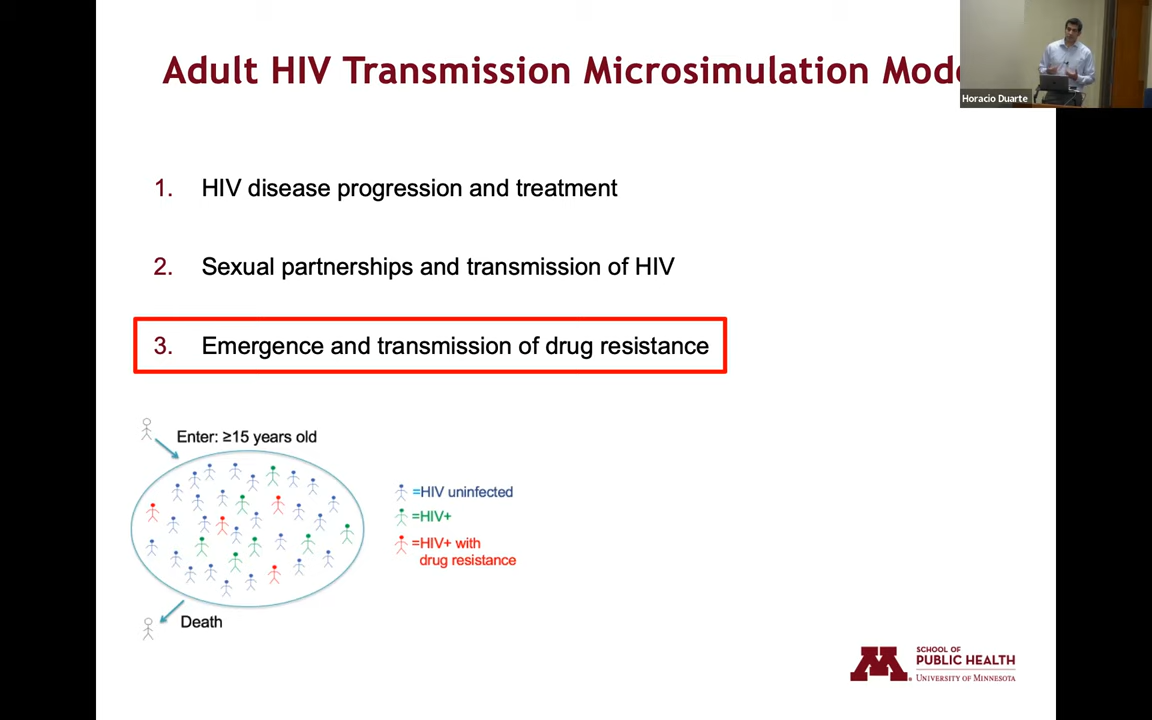 Adult HIV Transmission Microsimulation Mod
Horacio Duarte
1. HIV disease progression and treatment
2. Sexual partnerships and transmission of HIV
3. Emergence and transmission of drug resistance
Enter: ≥15 years old
=HIV uninfected
=HIV+
=HIV+ with
drug resistance
Death
M
SCHOOL OF
PUBLIC HEALTH
UNIVERSITY OF MINNESOTA